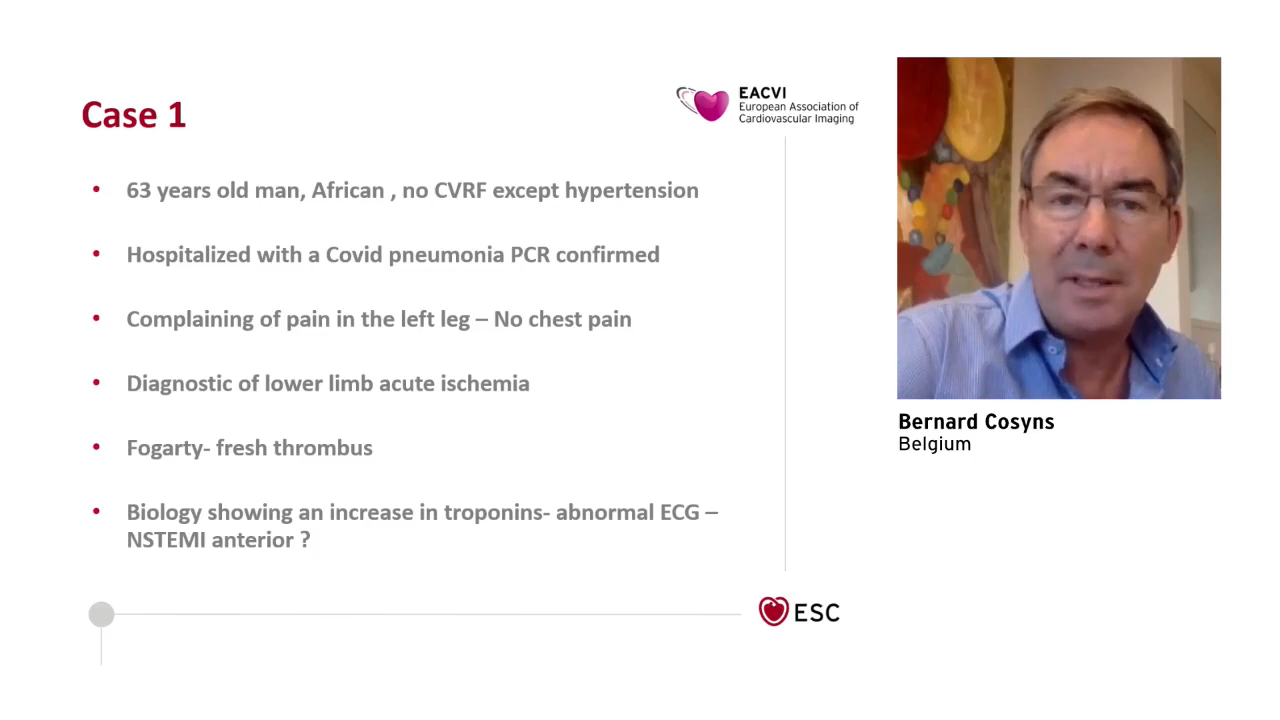 Case 1
EACVI
European Association of
Cardiovascular Imaging
• 63 years old man, African , no CVRF except hypertension
• Hospitalized with a Covid pneumonia PCR confirmed
• Complaining of pain in the left leg – No chest pain
• Diagnostic of lower limb acute ischemia
• Fogarty- fresh thrombus
• Biology showing an increase in troponins- abnormal ECG –
NSTEMI anterior ?
ESC
Bernard Cosyns
Belgium